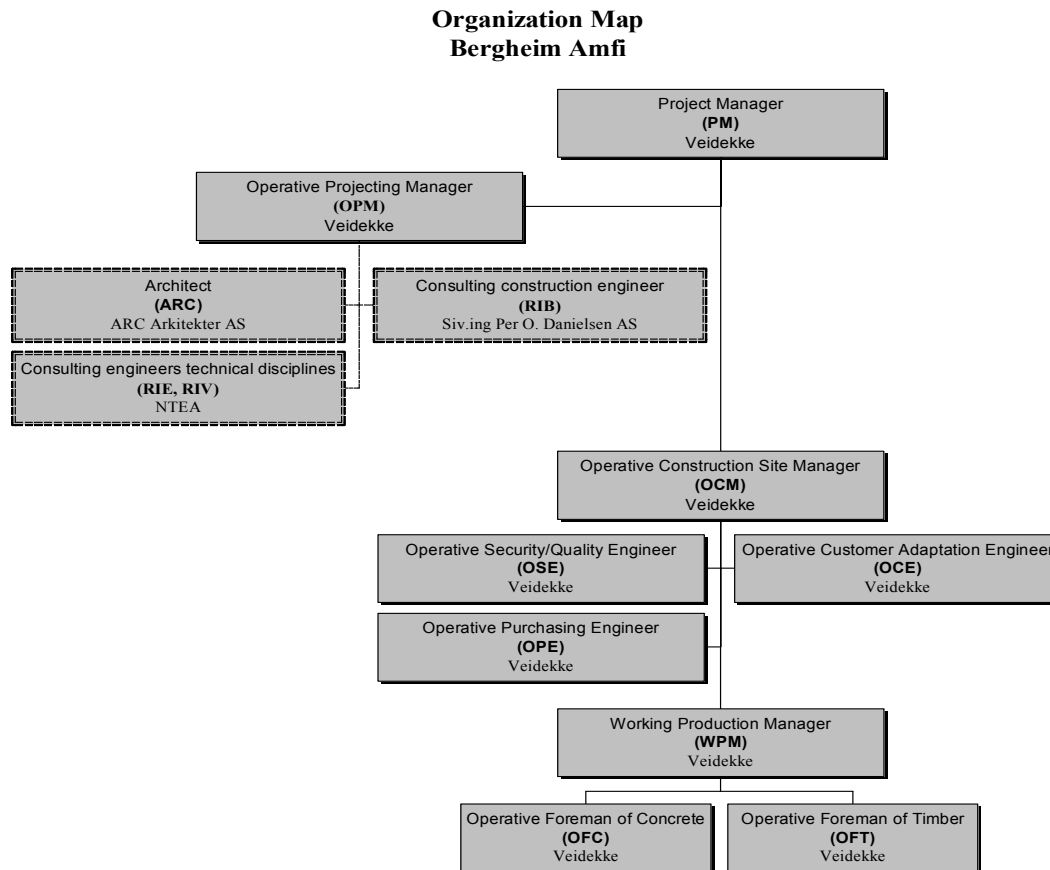 Organization Map
Bergheim Amfi
Project Manager
(PM)
Veidekke
Operative Projecting Manager
(OPM)
Veidekke
Architect
(ARC)
ARC Arkitekter AS
Consulting construction engineer
(RIB)
Siv.ing Per O. Danielsen AS
Consulting engineers technical disciplines
(RIE, RIV)
NTEA
Operative Construction Site Manager
(OCM)
Veidekke
Operative Security/Quality Engineer
(OSE)
Veidekke
Operative Customer Adaptation Engineer
(OCE)
Veidekke
Operative Purchasing Engineer
(OPE)
Veidekke
Working Production Manager
(WPM)
Veidekke
Operative Foreman of Concrete
(OFC)
Veidekke
Operative Foreman of Timber
(OFT)
Veidekke